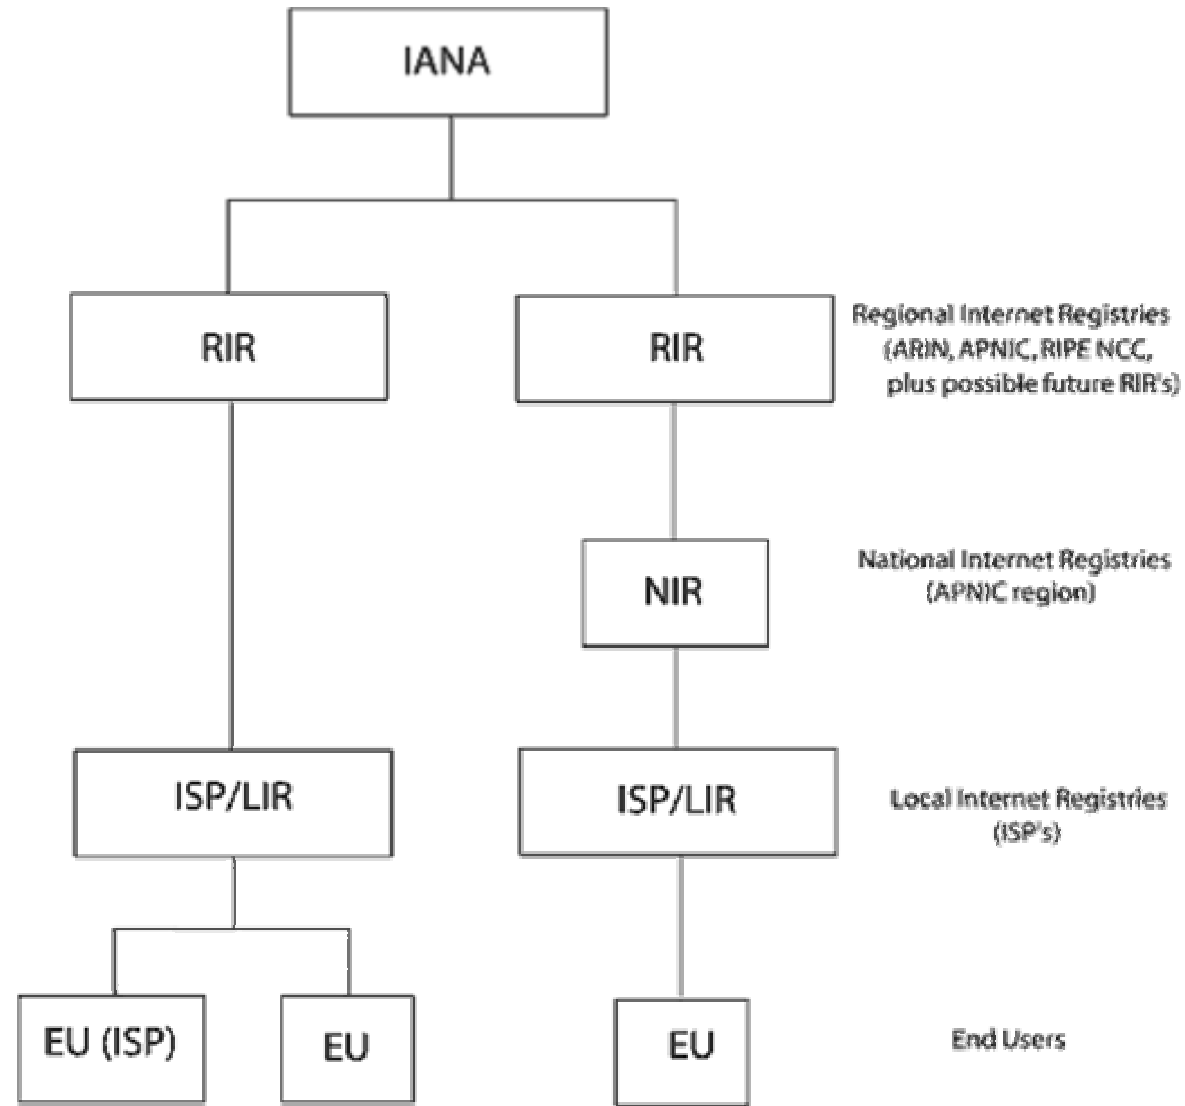 IANA
RIR
RIR
Regional Internet Registries
(ARIN, APNIC, RIPE NCC,
plus possible future RIR's)
NIR
National Internet Registries
(APNIC region)
ISP/LIR
ISP/LIR
Local Internet Registries
(ISP's)
EU (ISP)
EU
EU
End Users